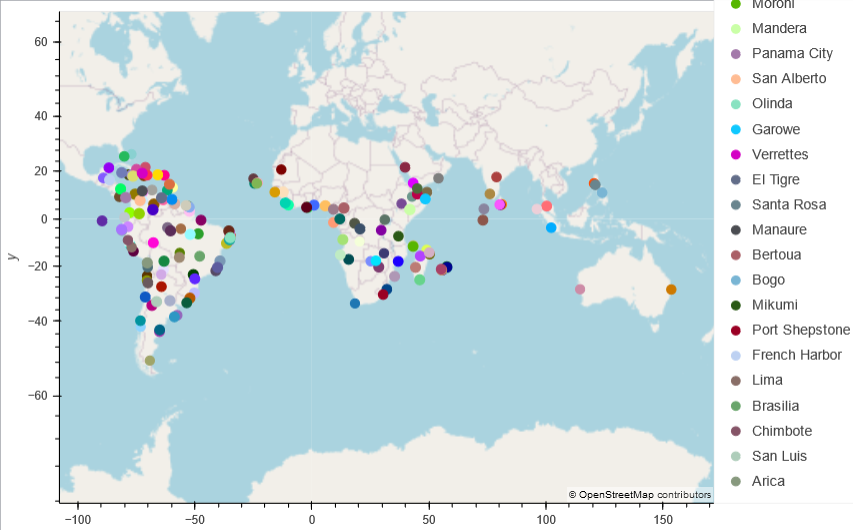 Moroni
Mandera
Panama City
San Alberto
Olinda
Garowe
Verrettes
El Tigre
Santa Rosa
Manaure
Bertoua
Bogo
Mikumi
Port Shepstone
French Harbor
Lima
Brasilia
Chimbote
San Luis
Arica
60
40
20
0
−20
−40
−60
y
© OpenStreetMap contributors
−100 −50 0 50 100 150